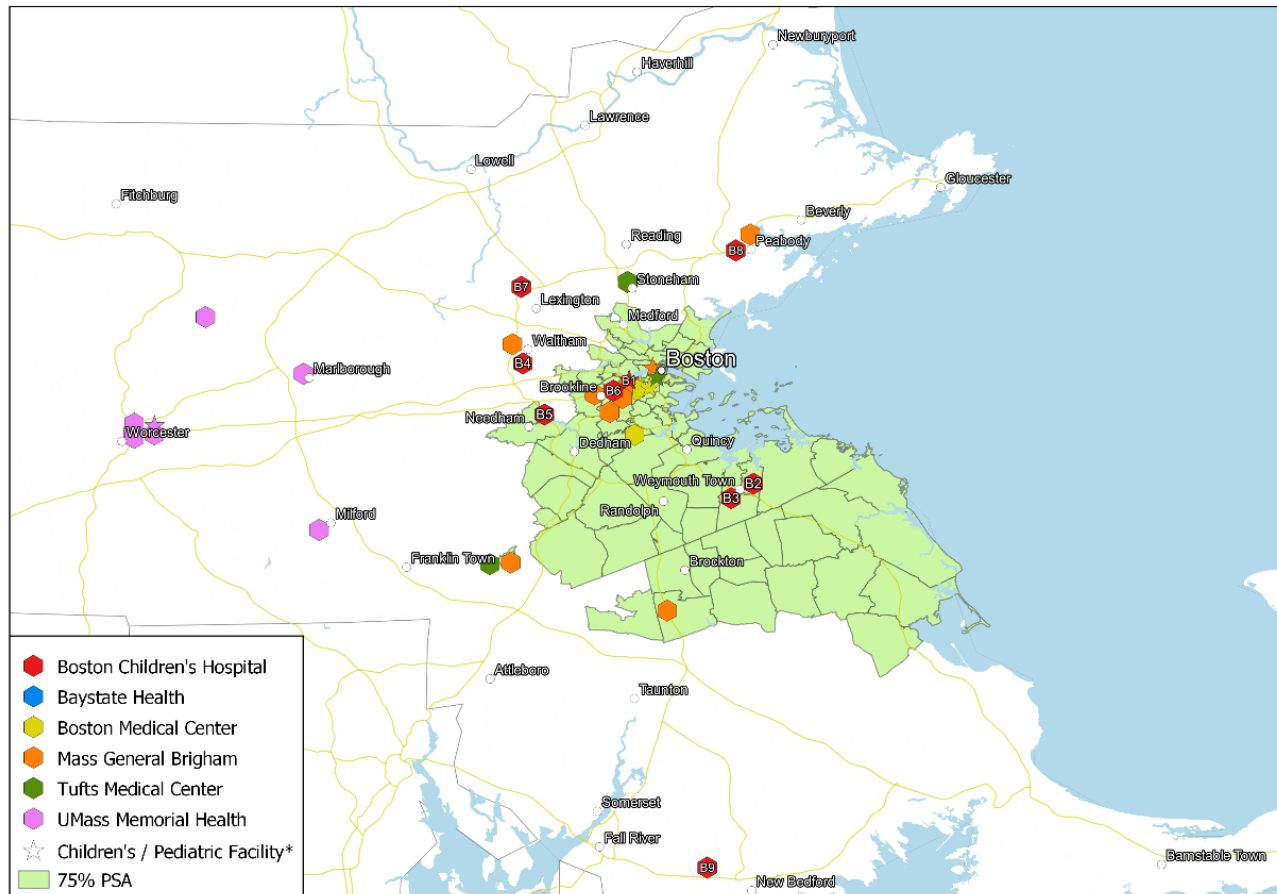 Newburyport
Haverhill
Lawrence
Lowell
Gloucester
Fitchburg
Beverly
Reading
Peabody
B8
Stoneham
B7
Lexington
Medford
Waltham
Boston
B4
Marlborough
B1
Brookline
B6
B5
Needham
Worcester
Dedham
Quincy
Weymouth Town
B2
B3
Randolph
Milford
Franklin Town
Brockton
Attleboro
Taunton
Somerset
Fall River
B9
New Bedford
Barnstable Town
Boston Children's Hospital
Baystate Health
Boston Medical Center
Mass General Brigham
Tufts Medical Center
UMass Memorial Health
Children's / Pediatric Facility*
75% PSA